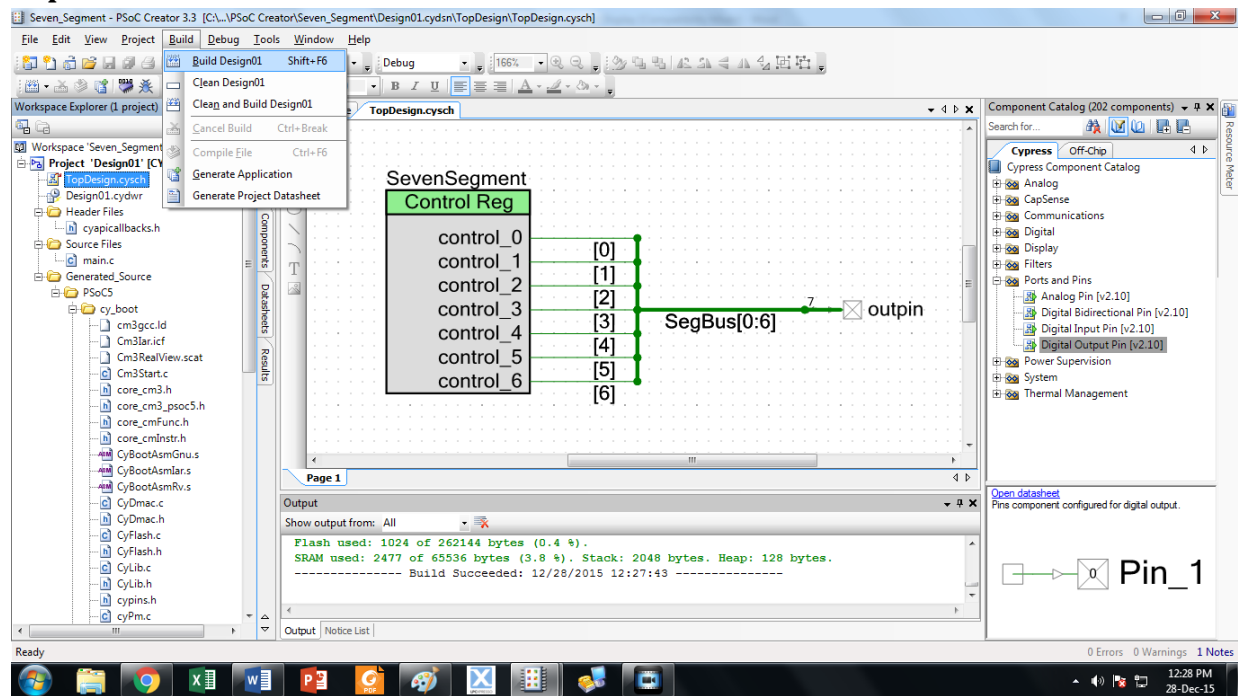 Seven_Segment - PSoC Creator 3.3 [C:\...\PSoC Creator\Seven_Segment\Design01.cydsn\TopDesign\TopDesign.cysch]
File Edit View Project Build Debug Tools Window Help
Build Design01 Shift+F6
Clean Design01
Clean and Build Design01
Cancel Build Ctrl+Break
Compile File Ctrl+F6
Generate Application
Generate Project Datasheet
Debug
166%
B I U
Workspace Explorer (1 project)
Workspace 'Seven_Segment
Project 'Design01' [CY
TopDesign.cysch
Design01.cydwr
Header Files
cyapicallbacks.h
Source Files
main.c
Generated_Source
PSoC5
cy_boot
cm3gcc.ld
Cm3Iar.icf
Cm3RealView.scat
Cm3Start.c
core_cm3.h
core_cm3_psoc5.h
core_cmFunc.h
core_cmInstr.h
CyBootAsmGnu.s
CyBootAsmIar.s
CyBootAsmRv.s
CyDmac.c
CyDmac.h
CyFlash.c
CyFlash.h
CyLib.c
CyLib.h
cypins.h
cyPm.c
Components
Datasheets
Results
TopDesign.cysch
SevenSegment
Control Reg
control_0
[0]
control_1
[1]
control_2
[2]
control_3
[3]
control_4
[4]
control_5
[5]
control_6
[6]
SegBus[0:6]
7
outpin
Page 1
Output
Show output from: All
Flash used: 1024 of 262144 bytes (0.4 %).
SRAM used: 2477 of 65536 bytes (3.8 %). Stack: 2048 bytes. Heap: 128 bytes.
--------------- Build Succeeded: 12/28/2015 12:27:43 ---------------
Output Notice List
Component Catalog (202 components)
Search for...
Cypress Off-Chip
Cypress Component Catalog
Analog
CapSense
Communications
Digital
Display
Filters
Ports and Pins
Analog Pin [v2.10]
Digital Bidirectional Pin [v2.10]
Digital Input Pin [v2.10]
Digital Output Pin [v2.10]
Power Supervision
System
Thermal Management
Resource Meter
Open datasheet
Pins component configured for digital output.
0
Pin_1
Ready
0 Errors 0 Warnings 1 Notes
12:28 PM
28-Dec-15